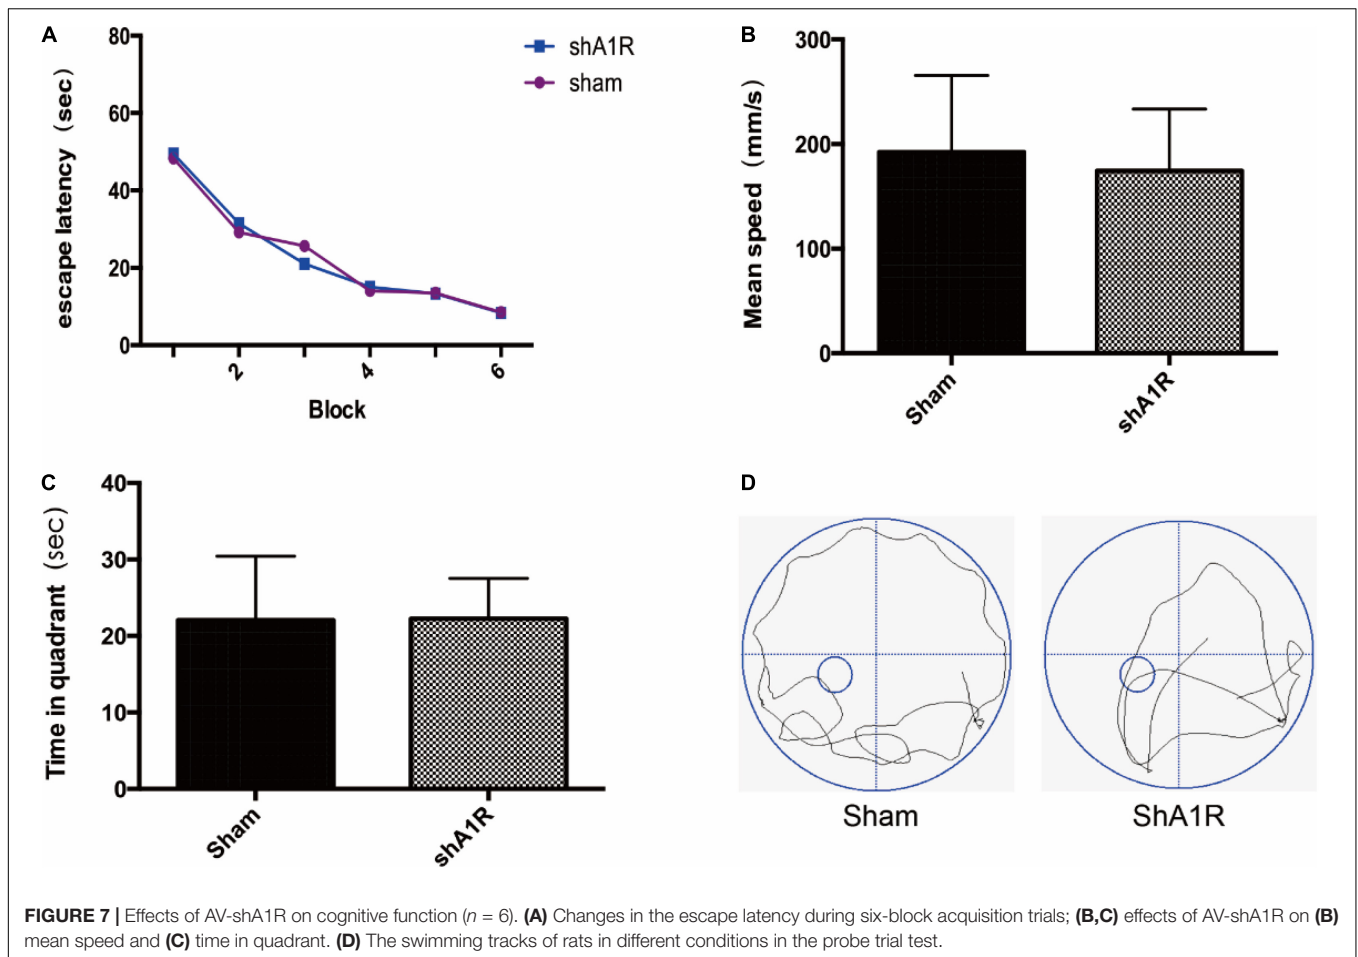 A
80
60
40
20
0
escape latency (sec)
2
4
6
Block
shA1R
sham
B
300
200
100
0
Mean speed (mm/s)
Sham
shA1R
C
40
30
20
10
0
Time in quadrant (sec)
Sham
shA1R
D
Sham
ShA1R
FIGURE 7 | Effects of AV-shA1R on cognitive function (n = 6). (A) Changes in the escape latency during six-block acquisition trials; (B,C) effects of AV-shA1R on (B)
mean speed and (C) time in quadrant. (D) The swimming tracks of rats in different conditions in the probe trial test.